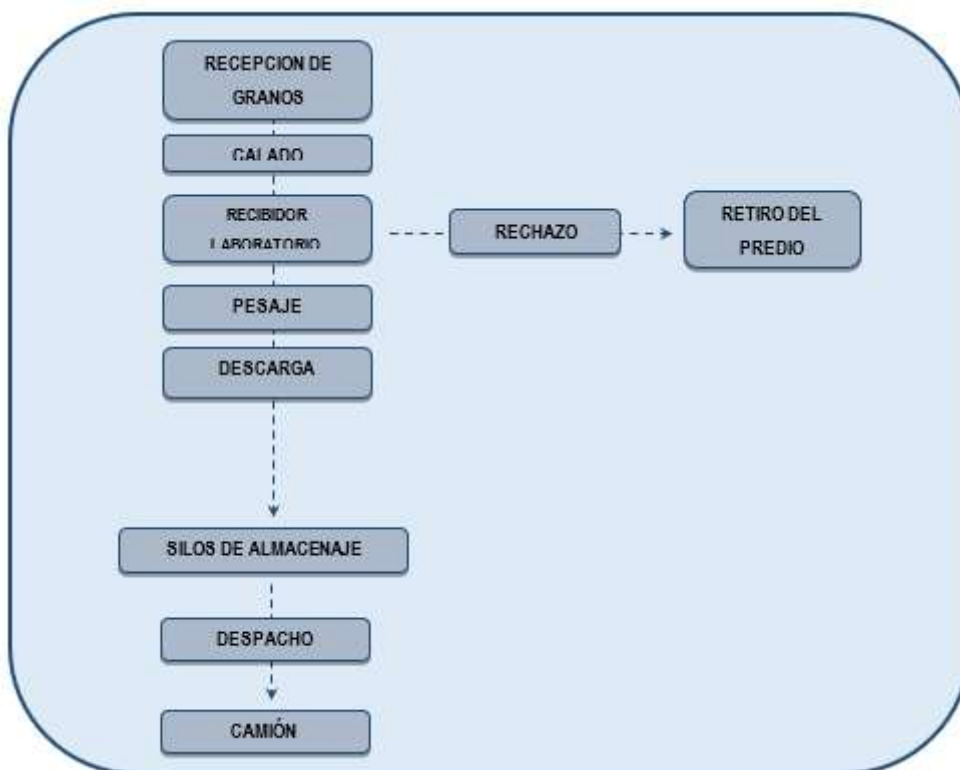 RECEPCION DE
GRANOS
CALADO
RECIBIDOR
LABORATORIO
RECHAZO
RETIRO DEL
PREDIO
PESAJE
DESCARGA
SILOS DE ALMACENAJE
DESPACHO
CAMIÓN